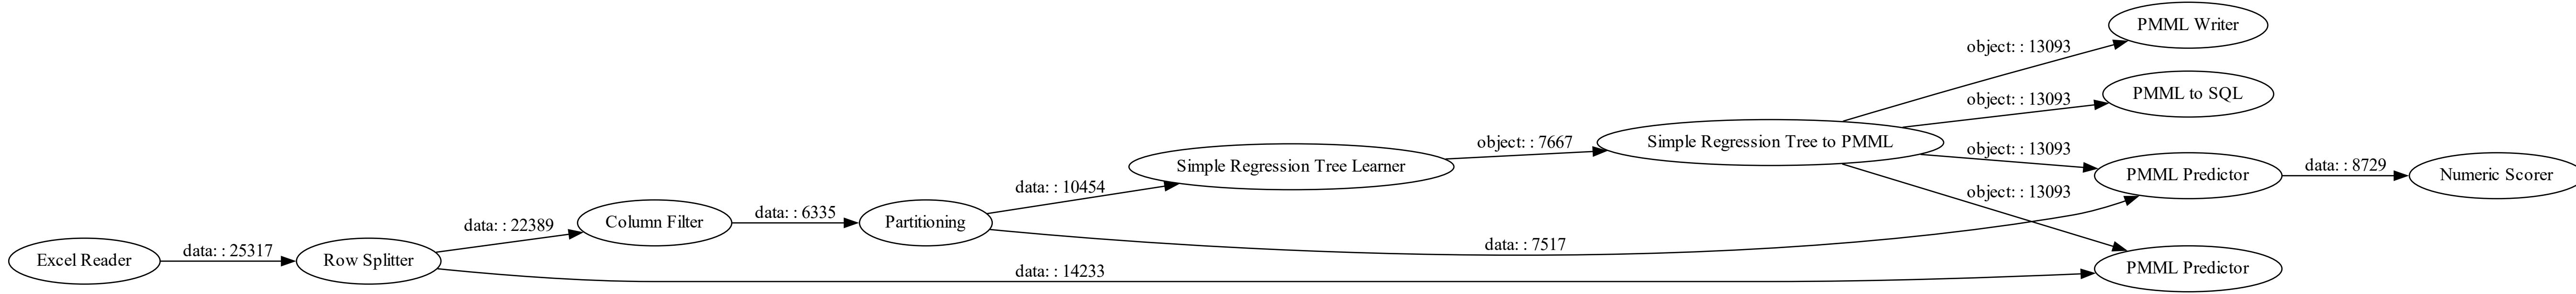 Excel Reader
data: : 25317
Row Splitter
data: : 22389
data: : 14233
Column Filter
data: : 6335
Partitioning
data: : 10454
data: : 7517
Simple Regression Tree Learner
object: : 7667
Simple Regression Tree to PMML
object: : 13093
object: : 13093
object: : 13093
object: : 13093
PMML Writer
PMML to SQL
PMML Predictor
data: : 8729
Numeric Scorer
PMML Predictor